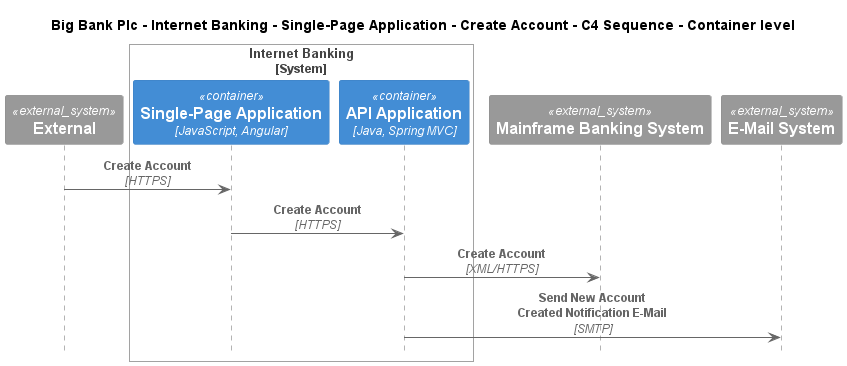 Big Bank Plc - Internet Banking - Single-Page Application - Create Account - C4 Sequence - Container level
Internet Banking
[System]
«external_system»
External
«container»
Single-Page Application
[JavaScript, Angular]
«container»
API Application
[Java, Spring MVC]
«external_system»
Mainframe Banking System
«external_system»
E-Mail System
Create Account
[HTTPS]
Create Account
[HTTPS]
Create Account
[XML/HTTPS]
Send New Account
Created Notification E-Mail
[SMTP]